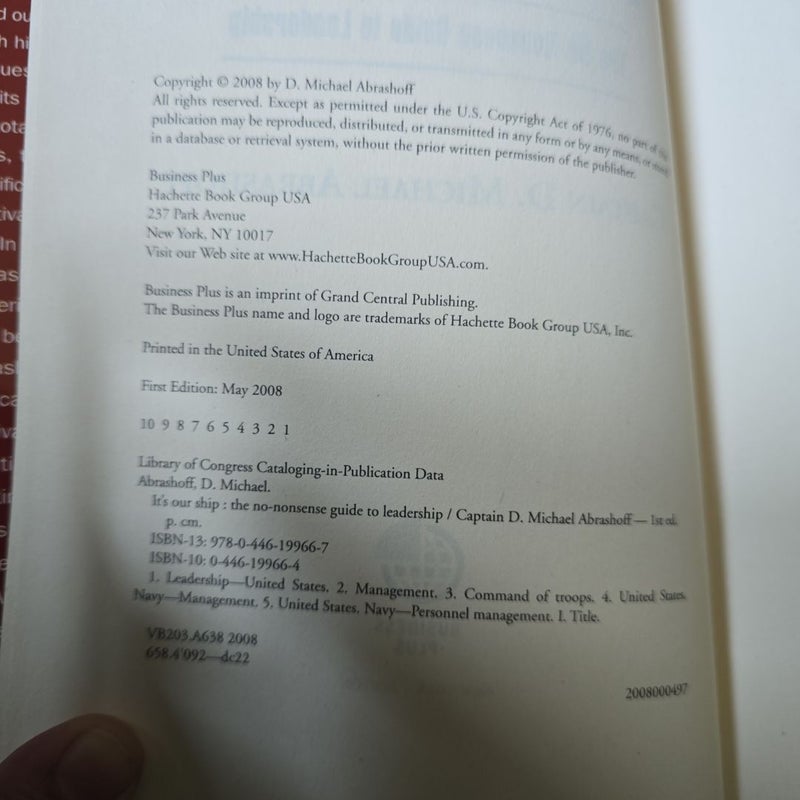 Copyright © 2008 by D. Michael Abrashoff
All rights reserved. Except as permitted under the U.S. Copyright Act of 1976, no part of this
publication may be reproduced, distributed, or transmitted in any form or by any means, or stored
in a database or retrieval system, without the prior written permission of the publisher.
Business Plus
Hachette Book Group USA
237 Park Avenue
New York, NY 10017
Visit our Web site at www.HachetteBookGroupUSA.com.
Business Plus is an imprint of Grand Central Publishing.
The Business Plus name and logo are trademarks of Hachette Book Group USA, Inc.
Printed in the United States of America
First Edition: May 2008
10 9 8 7 6 5 4 3 2 1
Library of Congress Cataloging-in-Publication Data
Abrashoff, D. Michael.
It's our ship : the no-nonsense guide to leadership / Captain D. Michael Abrashoff — 1st ed.
p. cm.
ISBN-13: 978-0-446-19966-7
ISBN-10: 0-446-19966-4
1. Leadership—United States. 2. Management. 3. Command of troops. 4. United States.
Navy—Management. 5. United States. Navy—Personnel management. I. Title.
VB203.A638 2008
658.4'092—dc22
2008000497